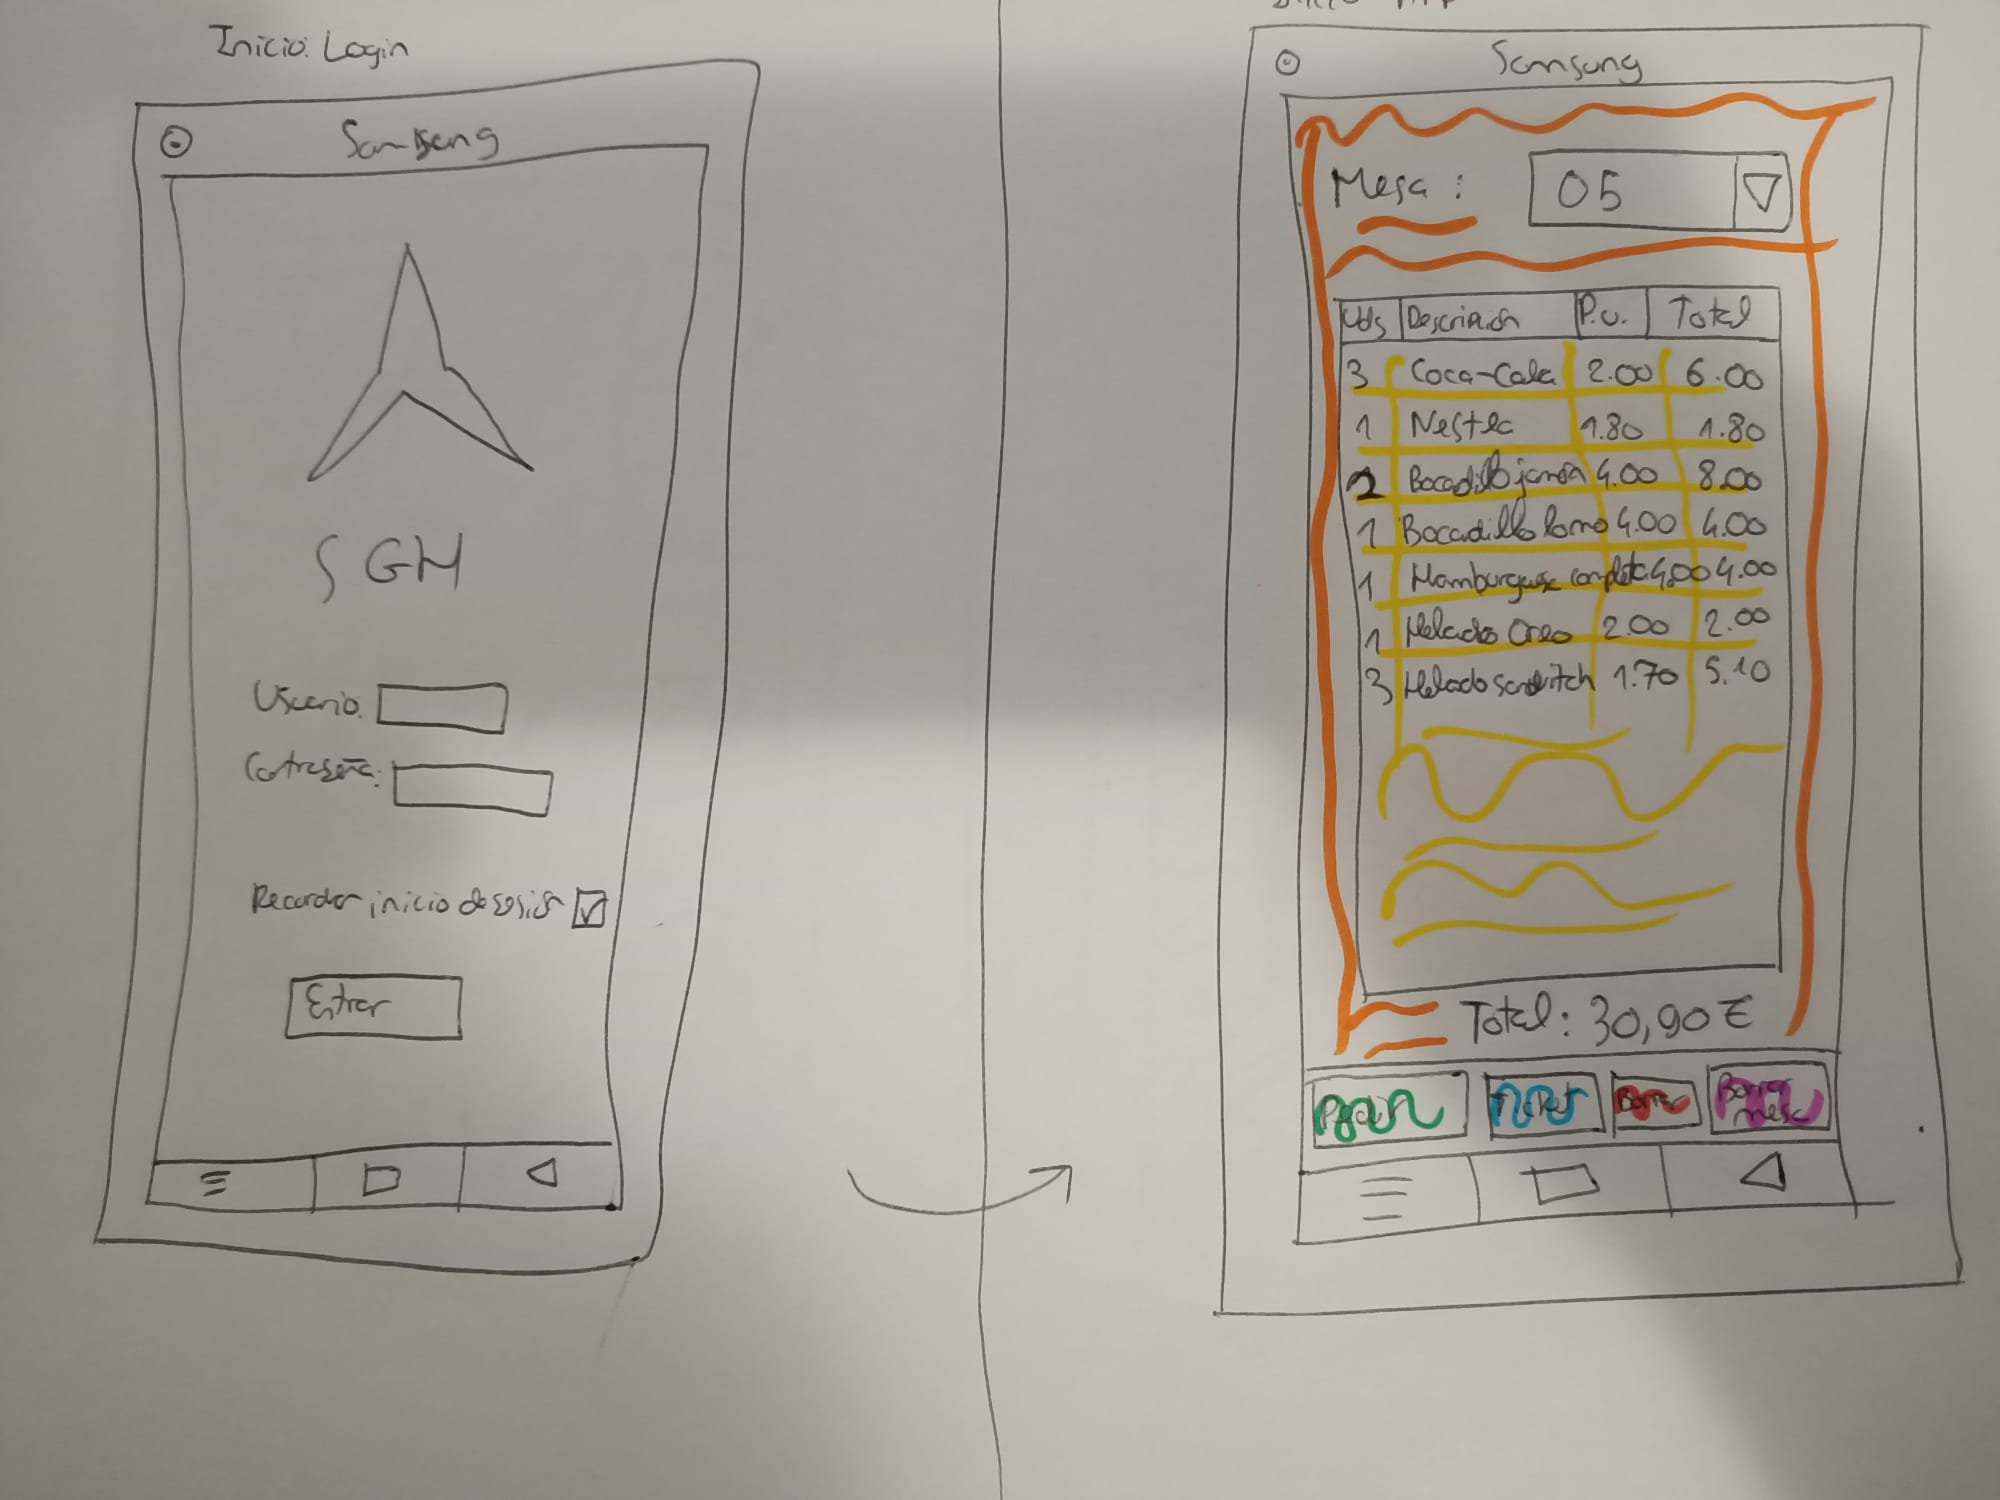 Inicio: Login
Samsung
SGH
Usuario:
Contraseña:
Recordar inicio de sesión
Entrar
Samsung
Mesa: 05
Uds Descripción P.U. Total
3 Coca-Cola 2.00 6.00
1 Nestea 1.80 1.80
2 Bocadillo jamón 4.00 8.00
1 Bocadillo lomo 4.00 4.00
1 Hamburguesa completa 4.00 4.00
1 Helado Oreo 2.00 2.00
3 Helado sandwitch 1.70 5.10
Total: 30,90 €
Ticket Borrar Borrar
mesa